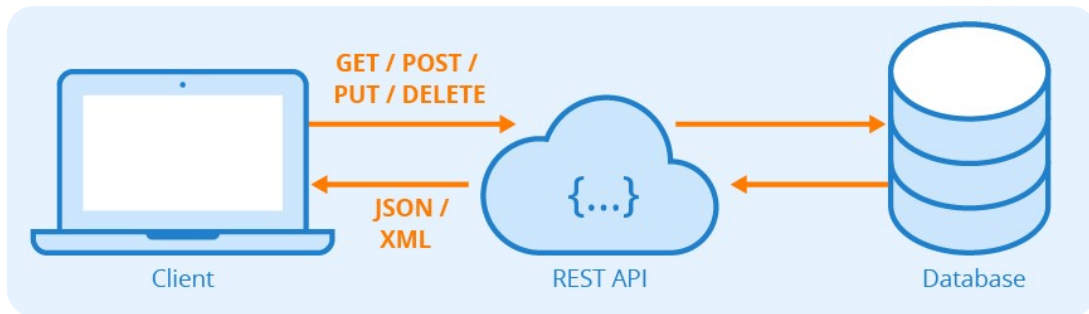 GET / POST /
PUT / DELETE
{...}
JSON /
XML
Client
REST API
Database